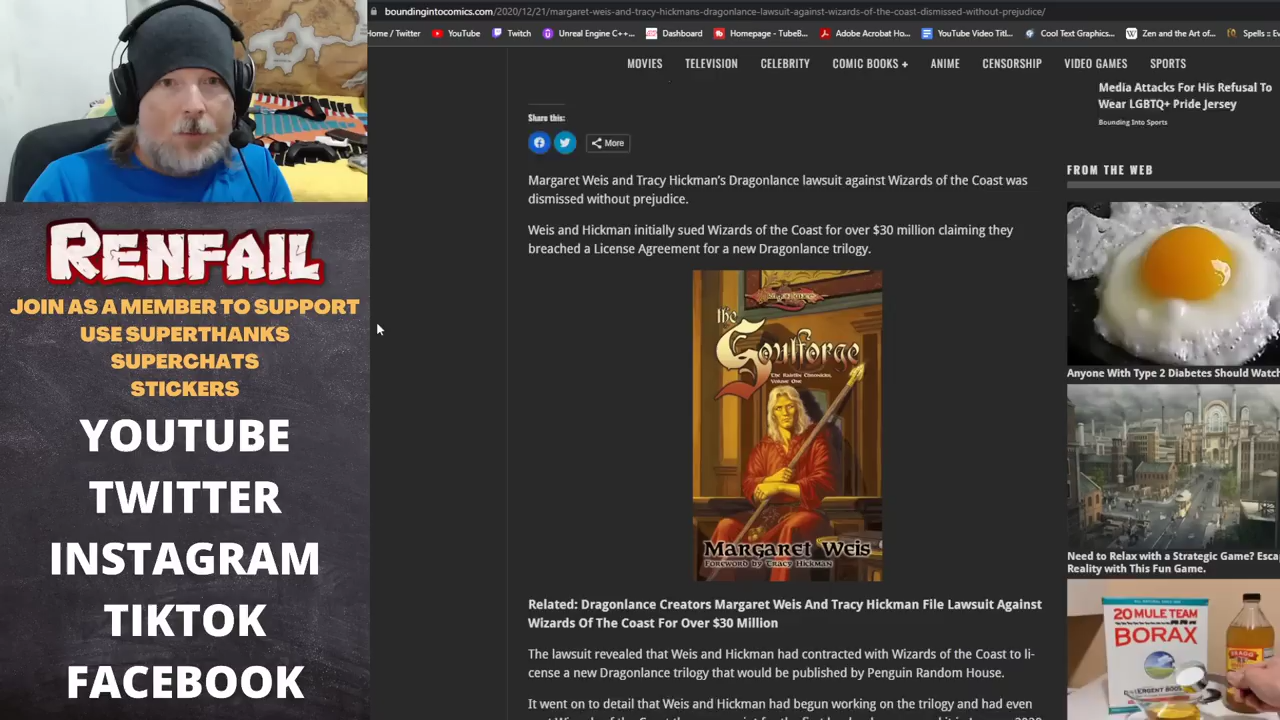 boundingintocomics.com/2020/12/21/margaret-weis-and-tracy-hickmans-dragonlance-lawsuit-against-wizards-of-the-coast-dismissed-without-prejudice/
Home / Twitter YouTube Twitch Unreal Engine C++... Dashboard Homepage - TubeB... Adobe Acrobat Ho... YouTube Video Titl... Cool Text Graphics... Zen and the Art of... Spells ::
MOVIES TELEVISION CELEBRITY COMIC BOOKS + ANIME CENSORSHIP VIDEO GAMES SPORTS
Media Attacks For His Refusal To
Wear LGBTQ+ Pride Jersey
Bounding Into Sports
Share this:
More
Margaret Weis and Tracy Hickman's Dragonlance lawsuit against Wizards of the Coast was
dismissed without prejudice.
Weis and Hickman initially sued Wizards of the Coast for over $30 million claiming they
breached a License Agreement for a new Dragonlance trilogy.
the
Soulforge
The Raistlin Chronicles,
Volume One
Margaret Weis
Foreword by Tracy Hickman
Related: Dragonlance Creators Margaret Weis And Tracy Hickman File Lawsuit Against
Wizards Of The Coast For Over $30 Million
The lawsuit revealed that Weis and Hickman had contracted with Wizards of the Coast to li-
cense a new Dragonlance trilogy that would be published by Penguin Random House.
It went on to detail that Weis and Hickman had begun working on the trilogy and had even
FROM THE WEB
Anyone With Type 2 Diabetes Should Watch
Need to Relax with a Strategic Game? Esca
Reality with This Fun Game.
20 MULE TEAM
BORAX
BRAGG
RENFAIL
JOIN AS A MEMBER TO SUPPORT
USE SUPERTHANKS
SUPERCHATS
STICKERS
YOUTUBE
TWITTER
INSTAGRAM
TIKTOK
FACEBOOK